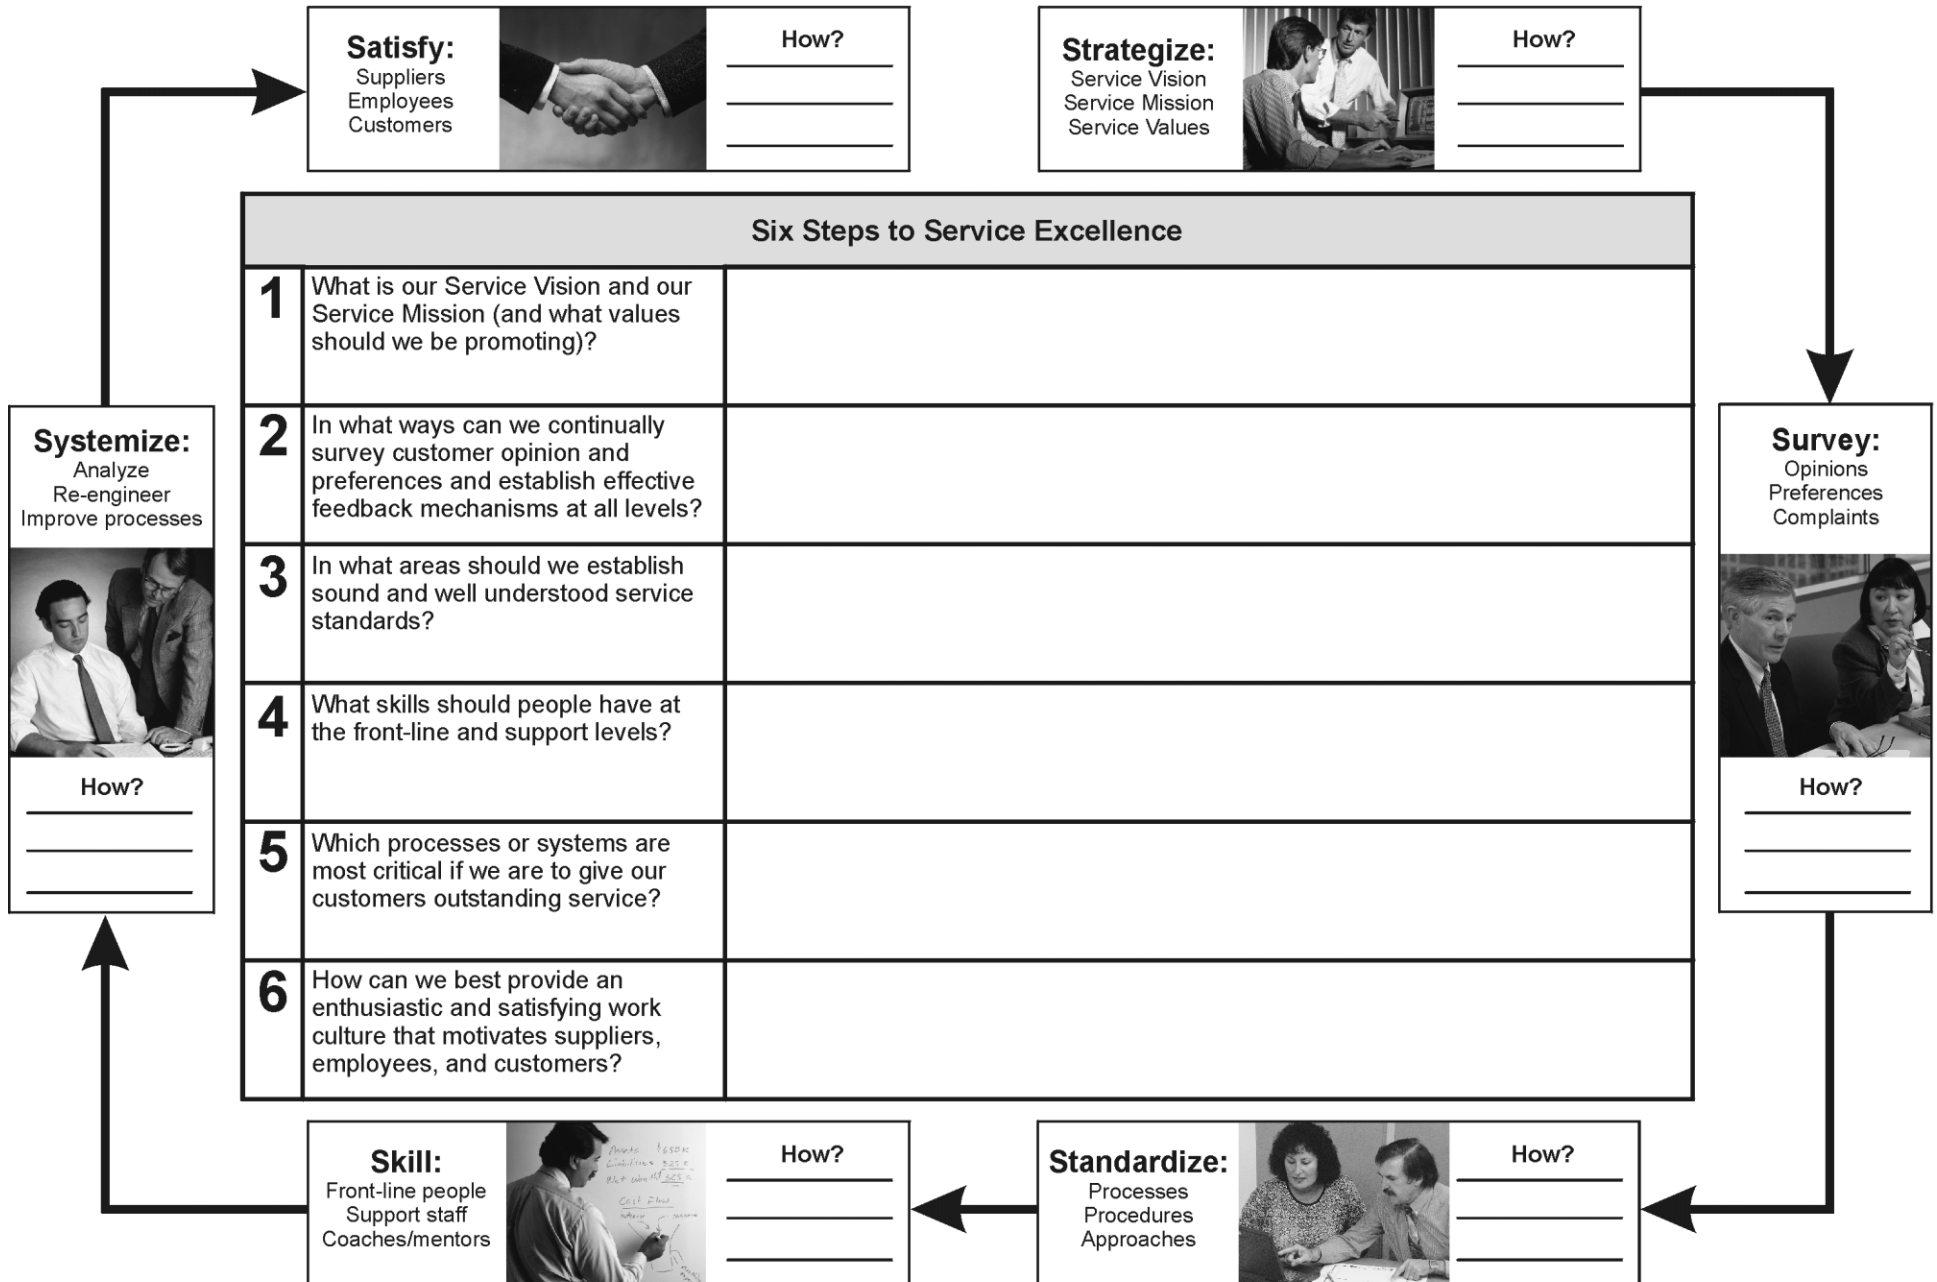 Satisfy:
Suppliers
Employees
Customers
How?
Strategize:
Service Vision
Service Mission
Service Values
How?
Six Steps to Service Excellence
1
What is our Service Vision and our
Service Mission (and what values
should we be promoting)?
2
In what ways can we continually
survey customer opinion and
preferences and establish effective
feedback mechanisms at all levels?
3
In what areas should we establish
sound and well understood service
standards?
4
What skills should people have at
the front-line and support levels?
5
Which processes or systems are
most critical if we are to give our
customers outstanding service?
6
How can we best provide an
enthusiastic and satisfying work
culture that motivates suppliers,
employees, and customers?
Systemize:
Analyze
Re-engineer
Improve processes
How?
Survey:
Opinions
Preferences
Complaints
How?
Skill:
Front-line people
Support staff
Coaches/mentors
Assets
Liabilities
Net Worth
How?
Standardize:
Processes
Procedures
Approaches
How?